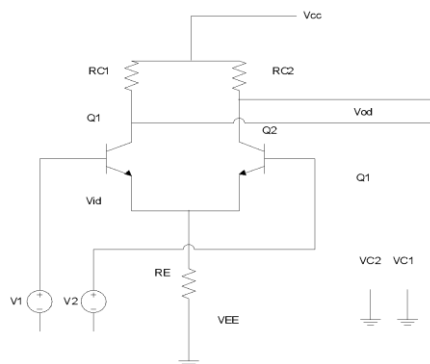 Vcc
RC1 RC2
Vod
Q1 Q2
Q1
Vid
RE
VC2 VC1
V1 V2
VEE